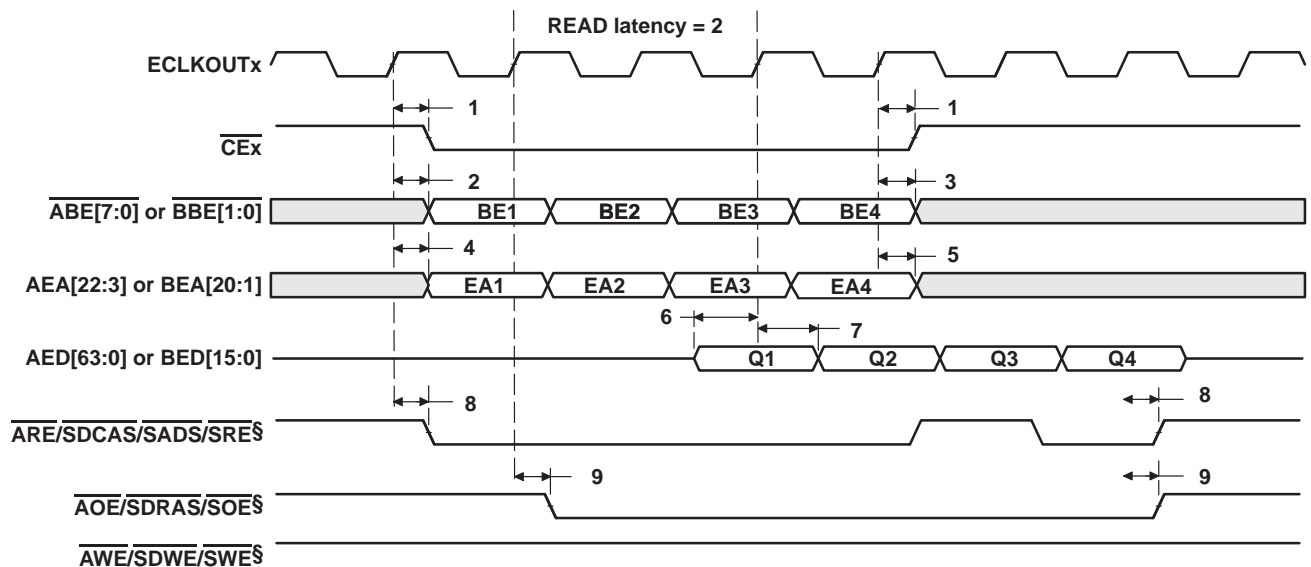 READ latency = 2
ECLKOUTx
1 1
CEx
2 3
ABE[7:0] or BBE[1:0] BE1 BE2 BE3 BE4
4 5
AEA[22:3] or BEA[20:1] EA1 EA2 EA3 EA4
6 7
AED[63:0] or BED[15:0] Q1 Q2 Q3 Q4
8 8
ARE/SDCAS/SADS/SRE§
9 9
AOE/SDRAS/SOE§
AWE/SDWE/SWE§